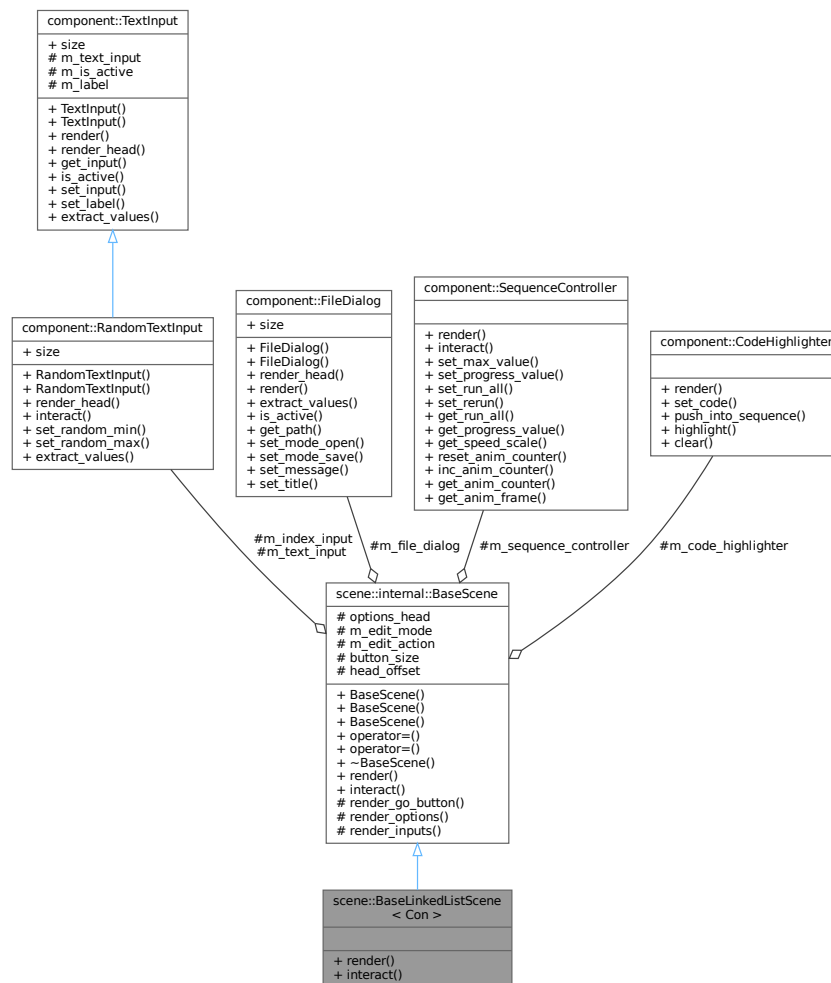 component::TextInput
+ size
# m_text_input
# m_is_active
# m_label
+ TextInput()
+ TextInput()
+ render()
+ render_head()
+ get_input()
+ is_active()
+ set_input()
+ set_label()
+ extract_values()
component::RandomTextInput
+ size
+ RandomTextInput()
+ RandomTextInput()
+ render_head()
+ interact()
+ set_random_min()
+ set_random_max()
+ extract_values()
component::FileDialog
+ size
+ FileDialog()
+ FileDialog()
+ render_head()
+ render()
+ extract_values()
+ is_active()
+ get_path()
+ set_mode_open()
+ set_mode_save()
+ set_message()
+ set_title()
component::SequenceController
+ render()
+ interact()
+ set_max_value()
+ set_progress_value()
+ set_run_all()
+ set_rerun()
+ get_run_all()
+ get_progress_value()
+ get_speed_scale()
+ reset_anim_counter()
+ inc_anim_counter()
+ get_anim_counter()
+ get_anim_frame()
component::CodeHighlighter
+ render()
+ set_code()
+ push_into_sequence()
+ highlight()
+ clear()
#m_index_input
#m_text_input
#m_file_dialog
#m_sequence_controller
#m_code_highlighter
scene::internal::BaseScene
# options_head
# m_edit_mode
# m_edit_action
# button_size
# head_offset
+ BaseScene()
+ BaseScene()
+ BaseScene()
+ operator=()
+ operator=()
+ ~BaseScene()
+ render()
+ interact()
# render_go_button()
# render_options()
# render_inputs()
scene::BaseLinkedListScene
< Con >
+ render()
+ interact()